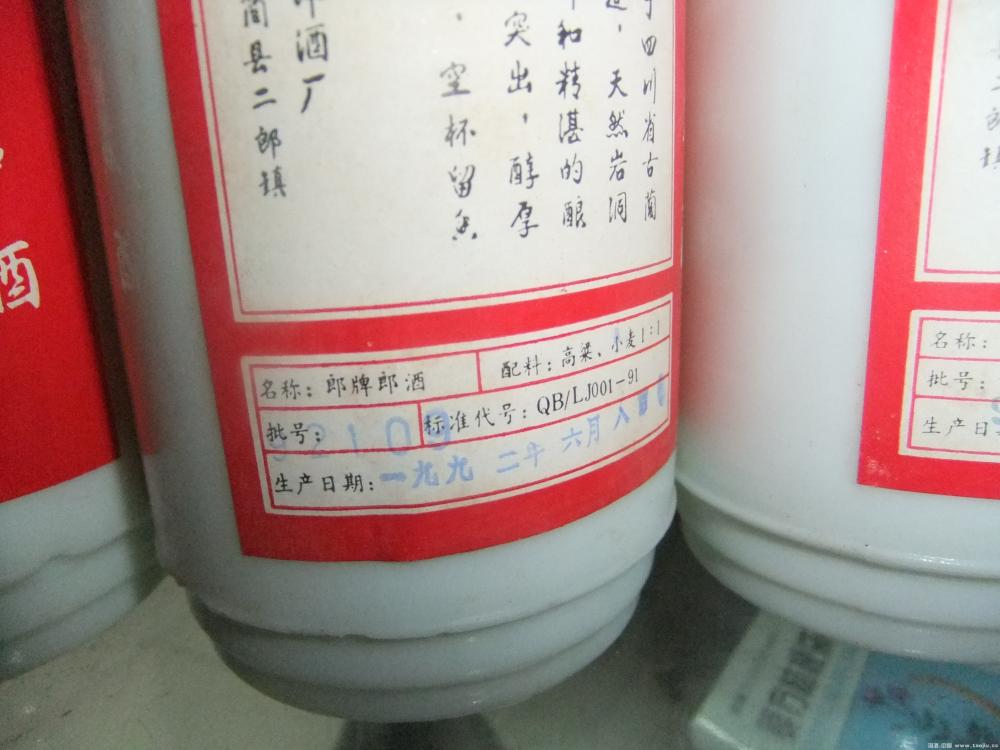 于四川省古蔺
天然岩洞
和精湛的酿
突出,醇厚
空杯留香
酒厂
蔺县二郎镇
酒
名称:郎牌郎酒 配料:高粱、小麦1:1
批号:92109 标准代号:QB/LJ001-91
生产日期:一九九二年六月八
名称:
批号:
生产日